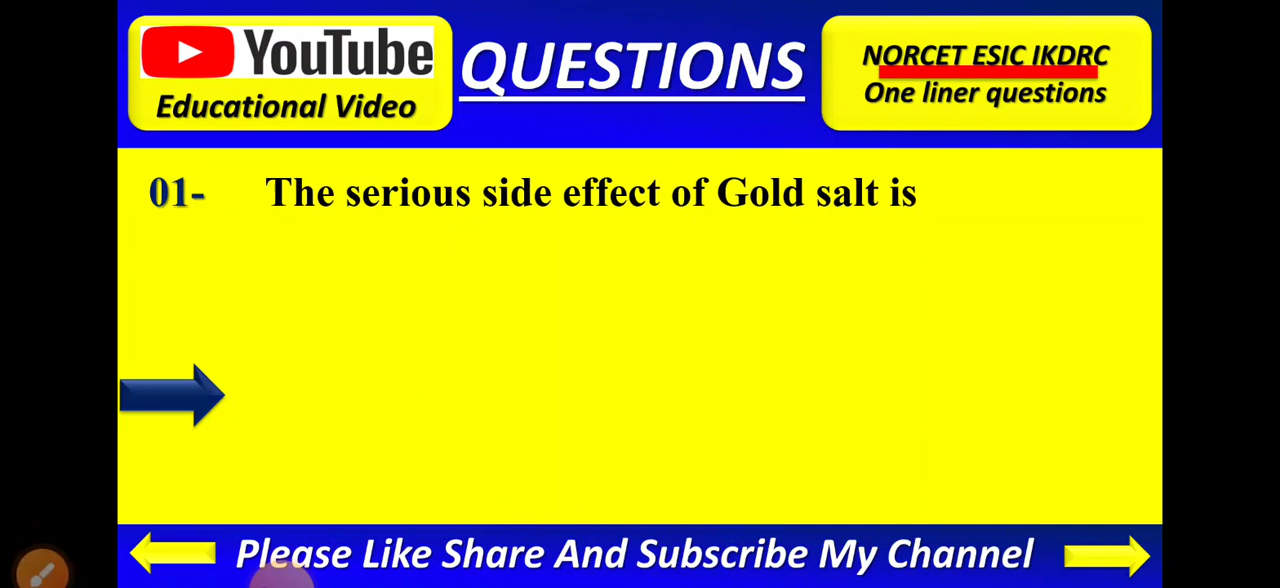 YouTube
Educational Video
QUESTIONS
NORCET ESIC IKDRC
One liner questions
01- The serious side effect of Gold salt is
Please Like Share And Subscribe My Channel